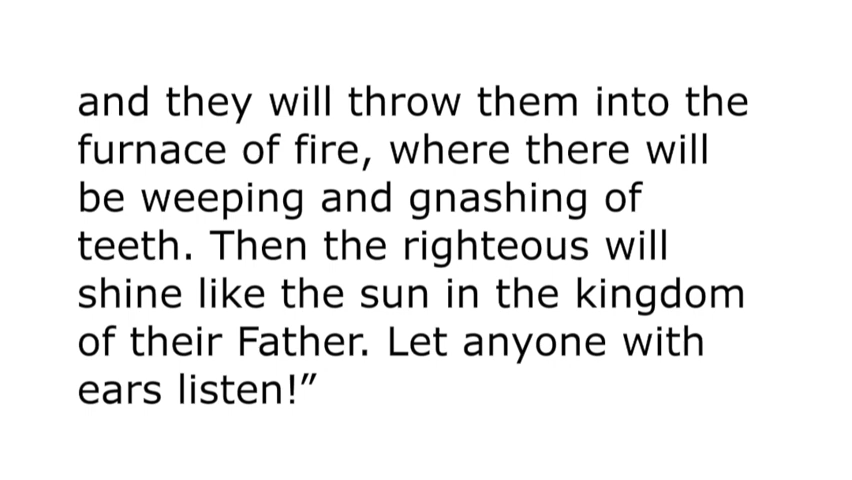 and they will throw them into the
furnace of fire, where there will
be weeping and gnashing of
teeth. Then the righteous will
shine like the sun in the kingdom
of their Father. Let anyone with
ears listen!”